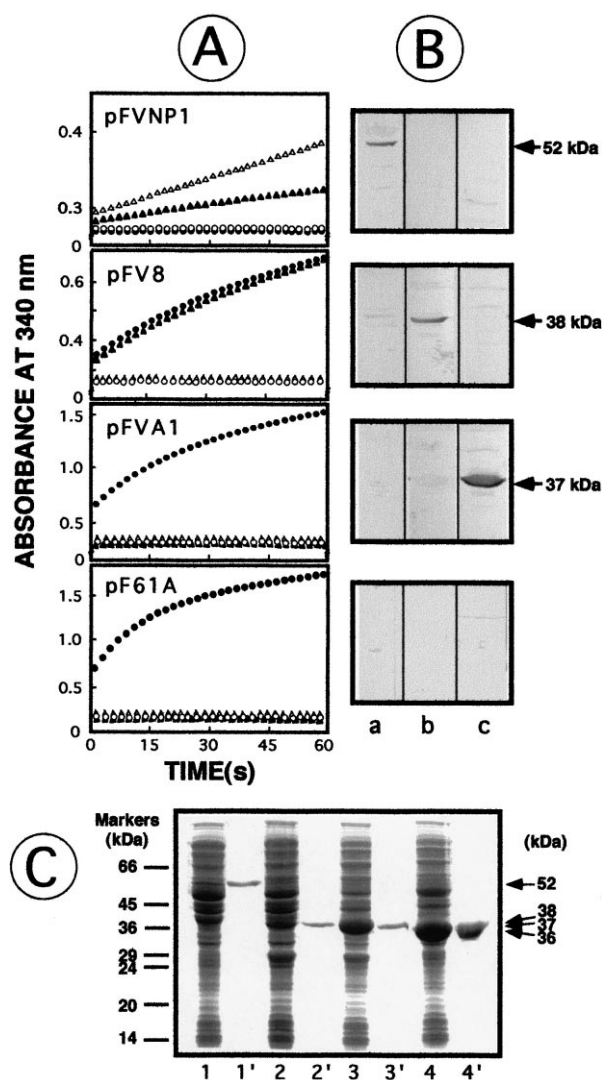 A
B
ABSORBANCE AT 340 nm
pFVNP1
0.4
0.3
0
pFV8
0.6
0.4
0
pFVA1
1.5
1.0
0.5
0
pF61A
1.5
1.0
0.5
0
0 15 30 45 60
TIME(s)
52 kDa
38 kDa
37 kDa
a b c
C
Markers
(kDa)
66
45
36
29
24
20
14
(kDa)
52
38
37
36
1 1' 2 2' 3 3' 4 4'